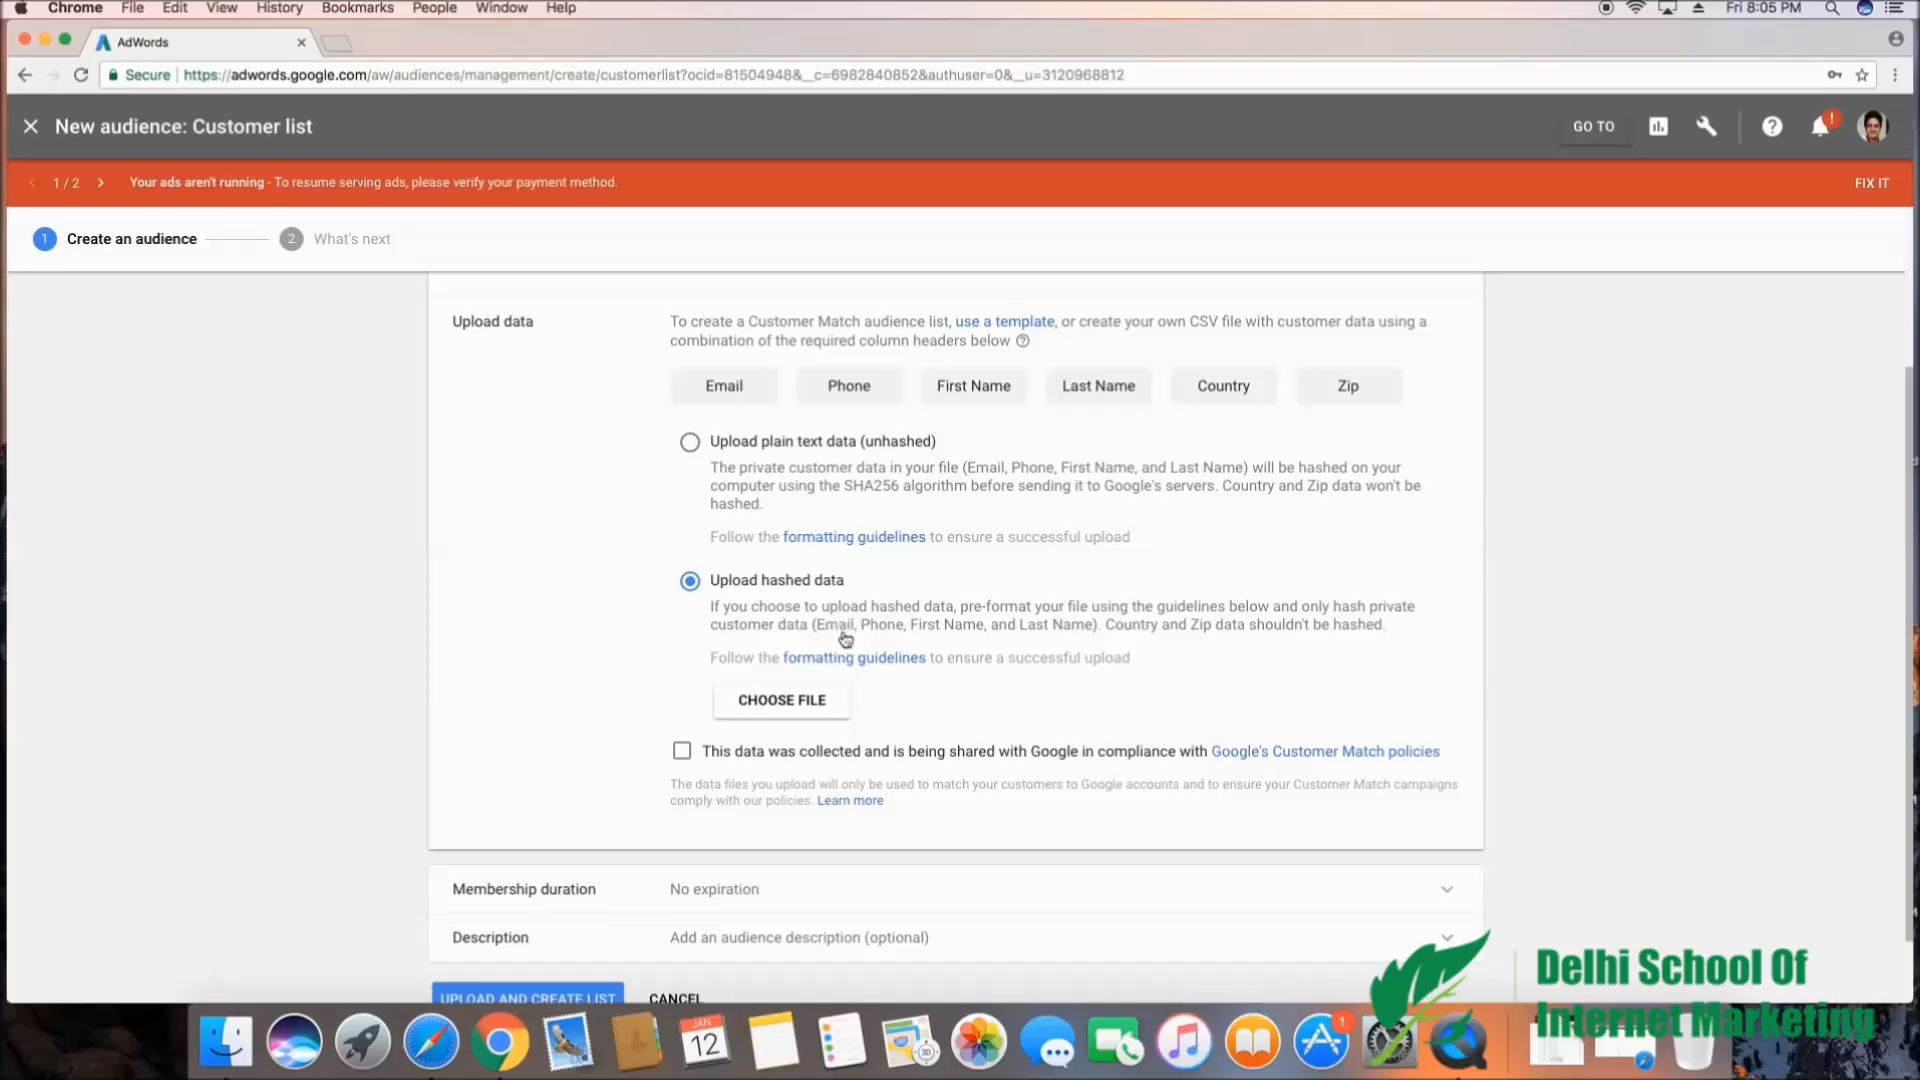 Chrome File Edit View History Bookmarks People Window Help Fri 8:05 PM
AdWords
Secure https://adwords.google.com/aw/audiences/management/create/customerlist?ocid=81504948&__c=6982840852&authuser=0&__u=3120968812
New audience: Customer list GO TO
1 / 2 Your ads aren't running - To resume serving ads, please verify your payment method. FIX IT
1 Create an audience 2 What's next
Upload data To create a Customer Match audience list, use a template, or create your own CSV file with customer data using a
combination of the required column headers below
Email Phone First Name Last Name Country Zip
Upload plain text data (unhashed)
The private customer data in your file (Email, Phone, First Name, and Last Name) will be hashed on your
computer using the SHA256 algorithm before sending it to Google's servers. Country and Zip data won't be
hashed.
Follow the formatting guidelines to ensure a successful upload
Upload hashed data
If you choose to upload hashed data, pre-format your file using the guidelines below and only hash private
customer data (Email, Phone, First Name, and Last Name). Country and Zip data shouldn't be hashed.
Follow the formatting guidelines to ensure a successful upload
CHOOSE FILE
This data was collected and is being shared with Google in compliance with Google's Customer Match policies
The data files you upload will only be used to match your customers to Google accounts and to ensure your Customer Match campaigns
comply with our policies. Learn more
Membership duration No expiration
Description Add an audience description (optional)
UPLOAD AND CREATE LIST CANCEL
Delhi School Of
Internet Marketing
JAN
12
3D
1